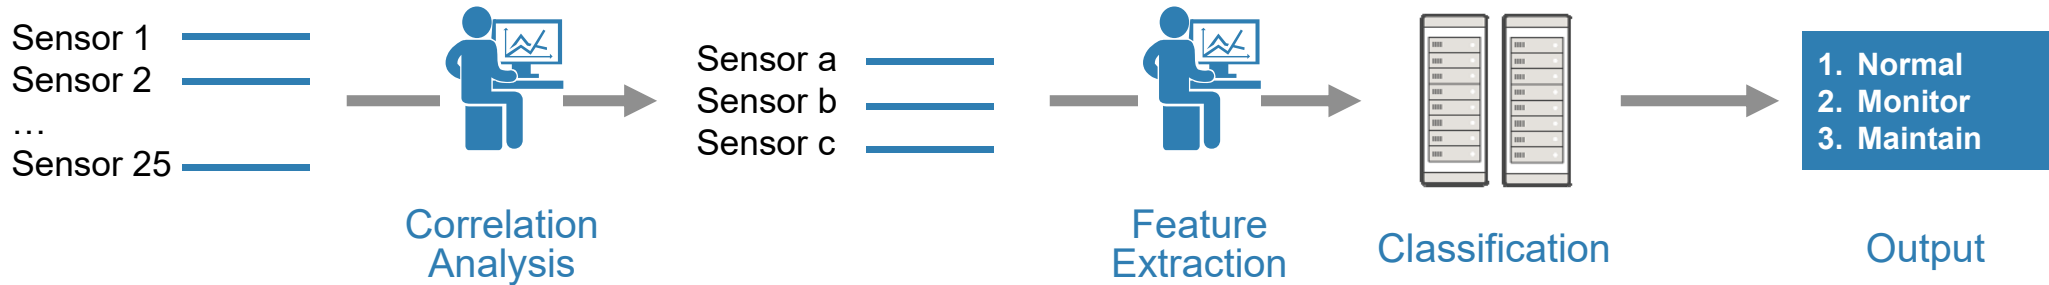 Sensor 1
Sensor 2
…
Sensor 25
Correlation
Analysis
Sensor a
Sensor b
Sensor c
Feature
Extraction
Classification
1. Normal
2. Monitor
3. Maintain
Output